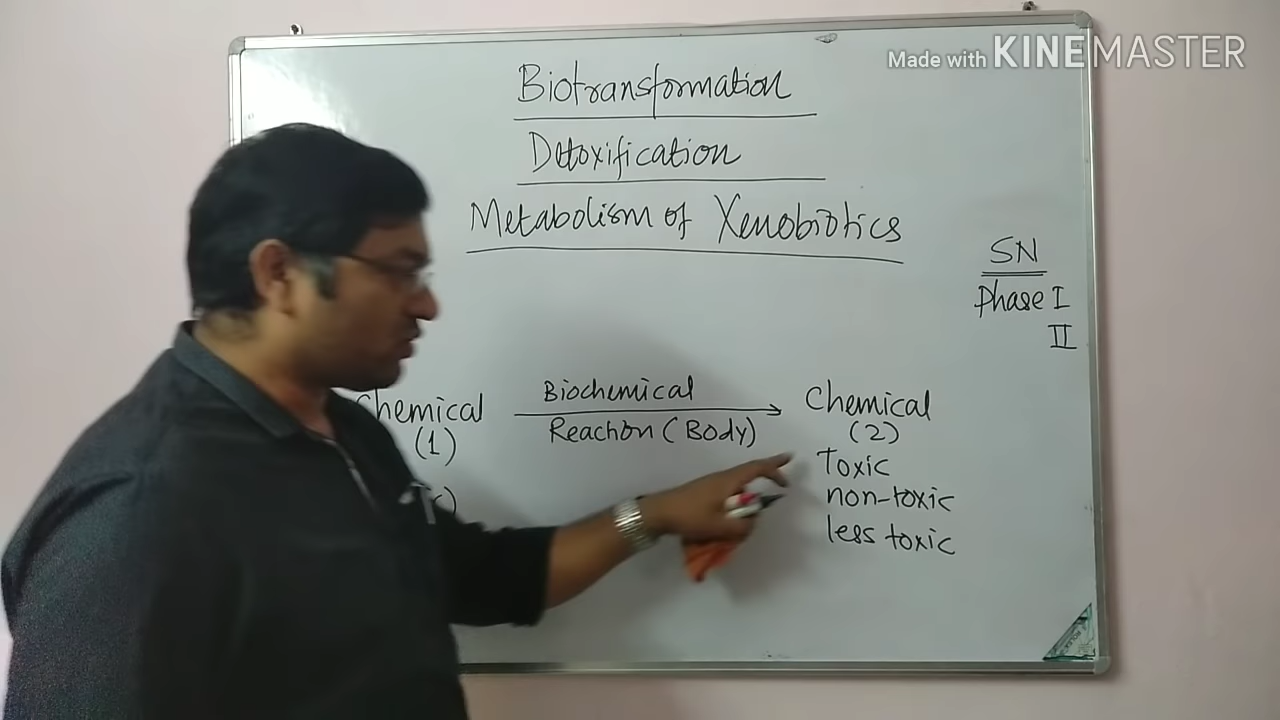 Made with KINEMASTER
Biotransformation
Detoxification
Metabolism of Xenobiotics
SN
Phase I
II
Chemical
(1)
Biochemical
Reaction (Body)
Chemical
(2)
Toxic
non-toxic
less toxic